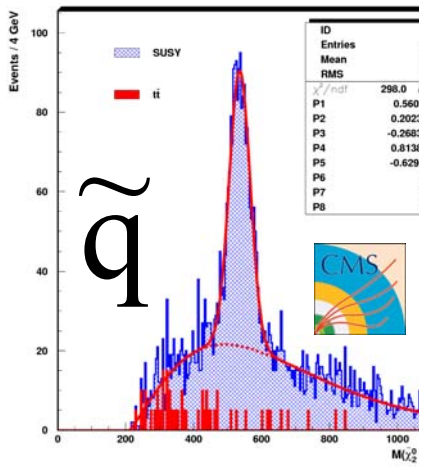 Events / 4 GeV
100
80
60
40
20
0
SUSY
tt̄
q̃
CMS
ID
Entries
Mean
RMS
χ²/ndf 298.0
P1 0.560
P2 0.202
P3 -0.268
P4 0.8138
P5 -0.629
P6
P7
P8
0 200 400 600 800 1000
M(χ̃₂⁰